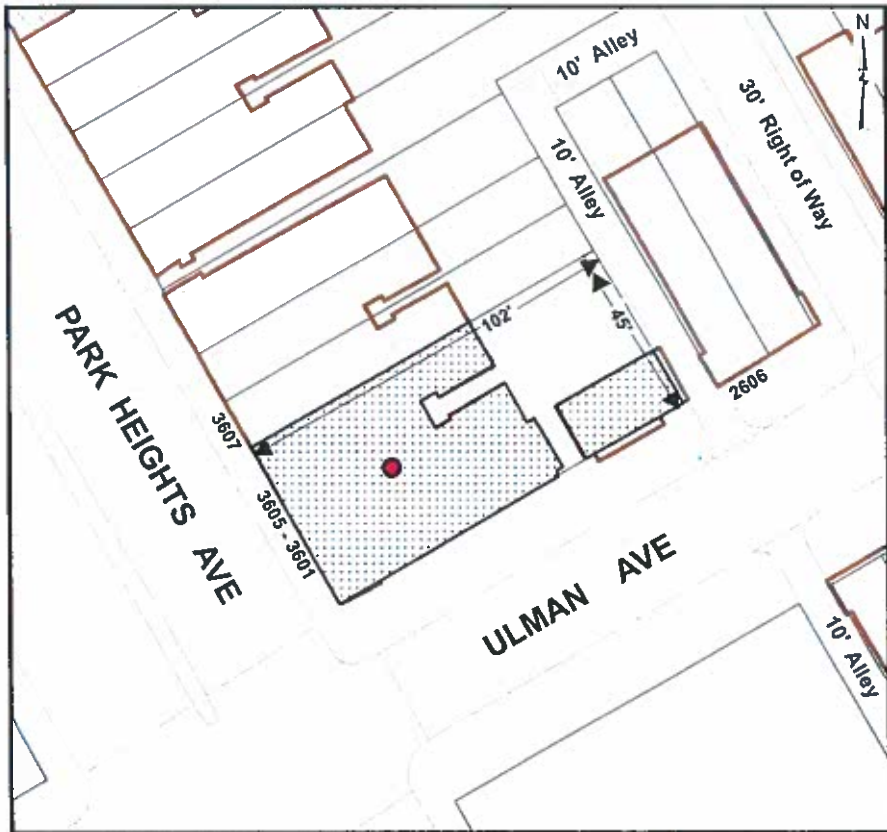 N
10' Alley
30' Right of Way
10' Alley
102'
45'
PARK HEIGHTS AVE
2606
3607
3605 - 3601
ULMAN AVE
10' Alley